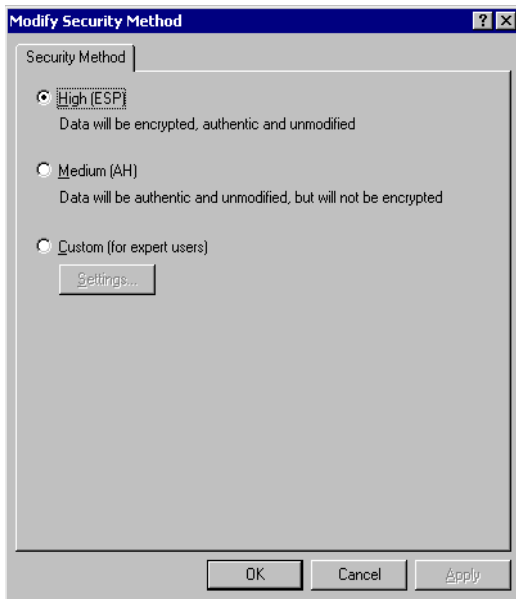 Modify Security Method
Security Method
High (ESP)
Data will be encrypted, authentic and unmodified
Medium (AH)
Data will be authentic and unmodified, but will not be encrypted
Custom (for expert users)
Settings...
OK Cancel Apply